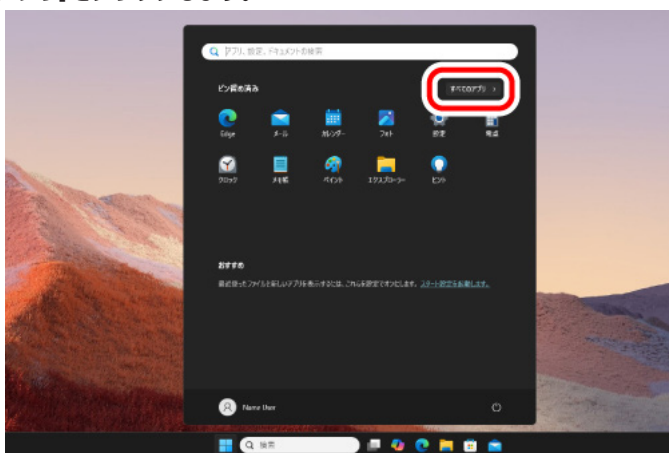 アプリ、設定、ドキュメントの検索
ピン留め済み
すべてのアプリ
Edge
メール
カレンダー
フォト
設定
電卓
クロック
メモ帳
ペイント
エクスプローラー
ヒント
おすすめ
最近使ったファイルと新しいアプリを表示するには、これらを設定でオンにします。 スタート設定を起動します。
Name User
検索